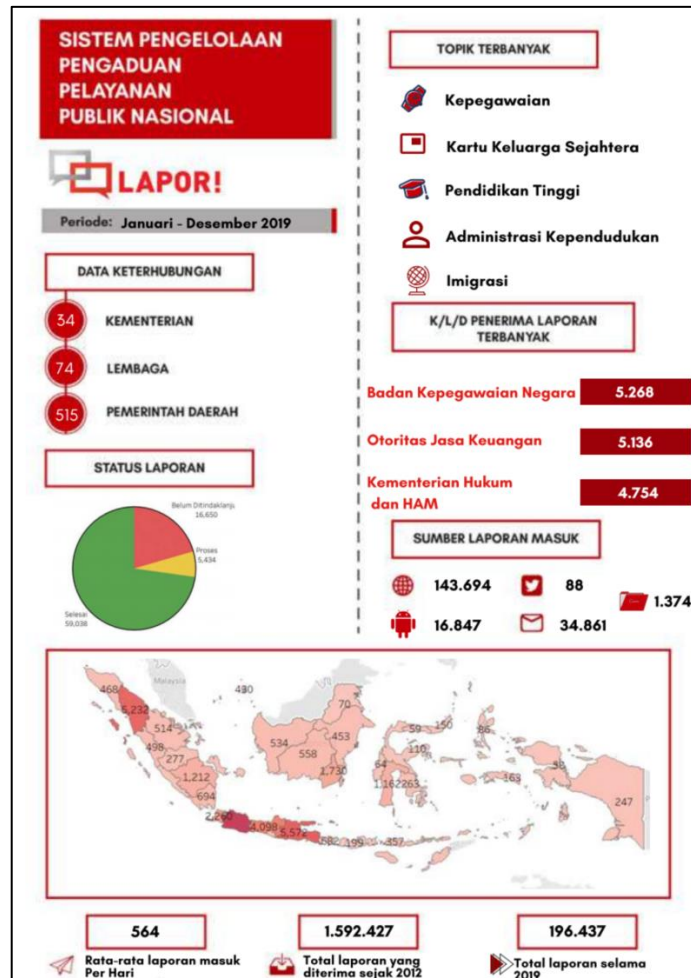 SISTEM PENGELOLAAN
PENGADUAN
PELAYANAN
PUBLIK NASIONAL
LAPOR!
Periode: Januari - Desember 2019
DATA KETERHUBUNGAN
34 KEMENTERIAN
74 LEMBAGA
515 PEMERINTAH DAERAH
STATUS LAPORAN
Belum Ditindaklanju
16,650
Proses
5,434
Selesai
59,038
TOPIK TERBANYAK
Kepegawaian
Kartu Keluarga Sejahtera
Pendidikan Tinggi
Administrasi Kependudukan
Imigrasi
K/L/D PENERIMA LAPORAN
TERBANYAK
Badan Kepegawaian Negara 5.268
Otoritas Jasa Keuangan 5.136
Kementerian Hukum
dan HAM 4.754
SUMBER LAPORAN MASUK
143.694 88
1.374
16.847 34.861
Malaysia
468
430
70
5,232
514
59
150
86
534
453
498
558
110
277
64
1,212
1,730
1,162
263
163
694
247
2,260
4,098
5,572
199
357
564
Rata-rata laporan masuk
Per Hari
1.592.427
Total laporan yang
diterima sejak 2012
196.437
Total laporan selama
2019